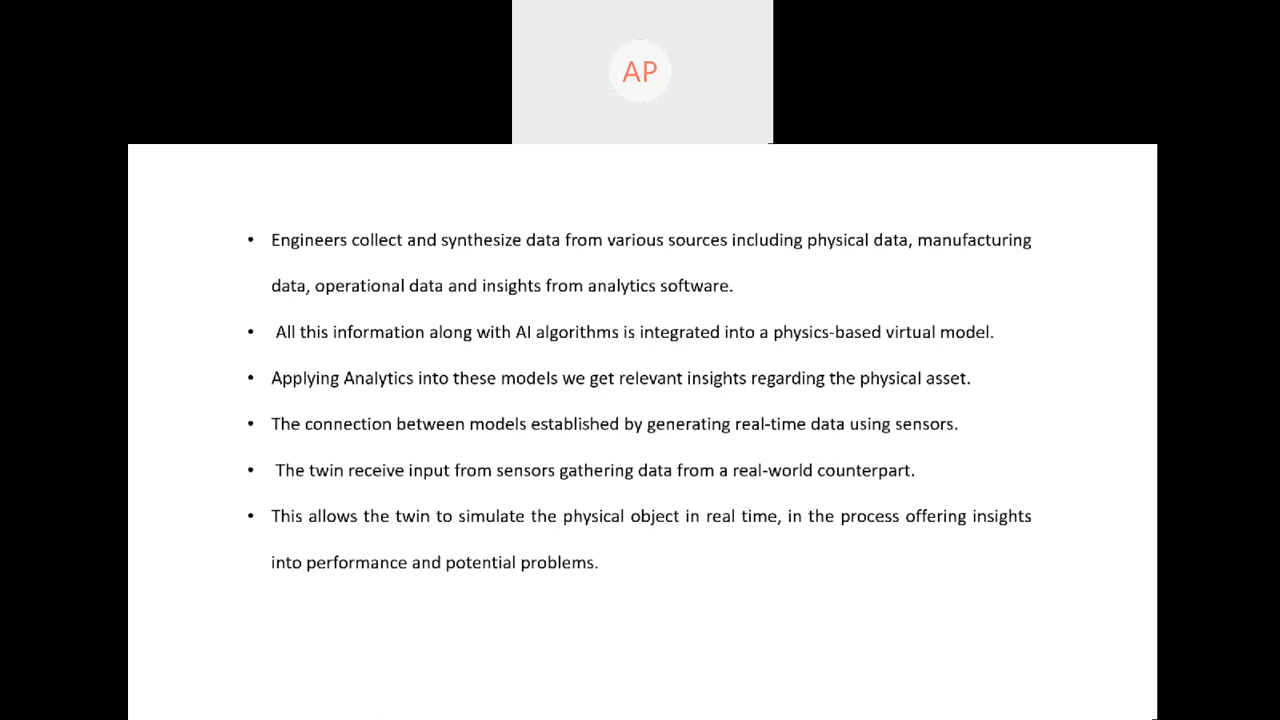 AP
• Engineers collect and synthesize data from various sources including physical data, manufacturing
data, operational data and insights from analytics software.
• All this information along with AI algorithms is integrated into a physics-based virtual model.
• Applying Analytics into these models we get relevant insights regarding the physical asset.
• The connection between models established by generating real-time data using sensors.
• The twin receive input from sensors gathering data from a real-world counterpart.
• This allows the twin to simulate the physical object in real time, in the process offering insights
into performance and potential problems.